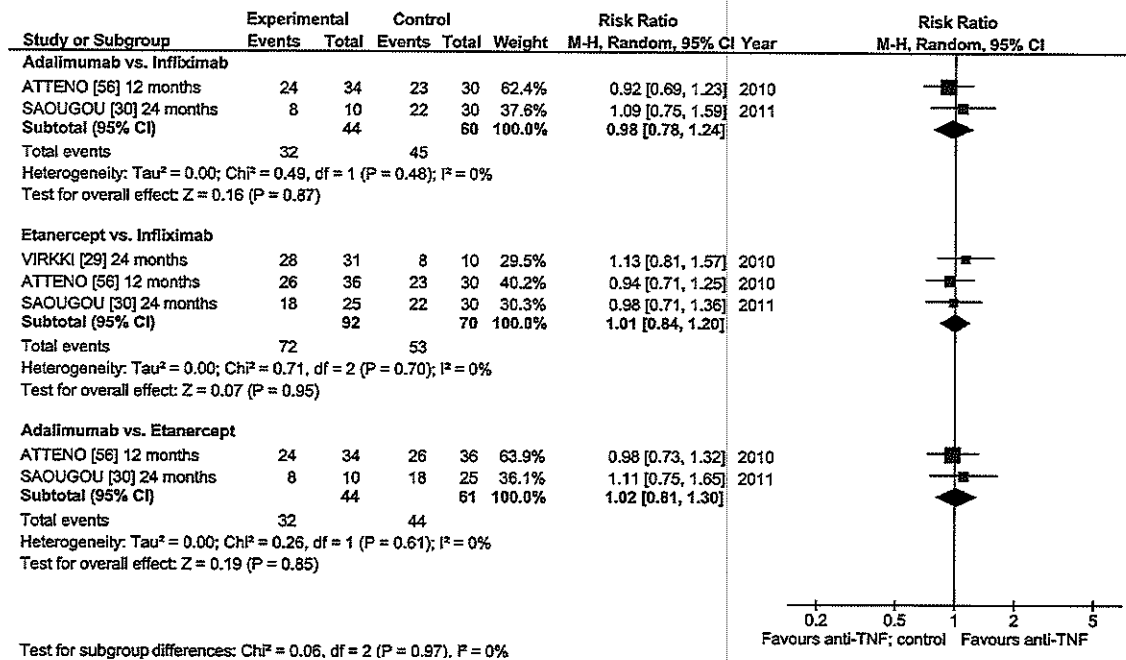 Experimental Control Risk Ratio Risk Ratio
Study or Subgroup Events Total Events Total Weight M-H, Random, 95% CI Year M-H, Random, 95% CI
Adalimumab vs. Infliximab
ATTENO [56] 12 months 24 34 23 30 62.4% 0.92 [0.69, 1.23] 2010
SAOUGOU [30] 24 months 8 10 22 30 37.6% 1.09 [0.75, 1.59] 2011
Subtotal (95% CI) 44 60 100.0% 0.98 [0.78, 1.24]
Total events 32 45
Heterogeneity: Tau² = 0.00; Chi² = 0.49, df = 1 (P = 0.48); I² = 0%
Test for overall effect: Z = 0.16 (P = 0.87)
Etanercept vs. Infliximab
VIRKKI [29] 24 months 28 31 8 10 29.5% 1.13 [0.81, 1.57] 2010
ATTENO [56] 12 months 26 36 23 30 40.2% 0.94 [0.71, 1.25] 2010
SAOUGOU [30] 24 months 18 25 22 30 30.3% 0.98 [0.71, 1.36] 2011
Subtotal (95% CI) 92 70 100.0% 1.01 [0.84, 1.20]
Total events 72 53
Heterogeneity: Tau² = 0.00; Chi² = 0.71, df = 2 (P = 0.70); I² = 0%
Test for overall effect: Z = 0.07 (P = 0.95)
Adalimumab vs. Etanercept
ATTENO [56] 12 months 24 34 26 36 63.9% 0.98 [0.73, 1.32] 2010
SAOUGOU [30] 24 months 8 10 18 25 36.1% 1.11 [0.75, 1.65] 2011
Subtotal (95% CI) 44 61 100.0% 1.02 [0.81, 1.30]
Total events 32 44
Heterogeneity: Tau² = 0.00; Chi² = 0.26, df = 1 (P = 0.61); I² = 0%
Test for overall effect: Z = 0.19 (P = 0.85)
0.2 0.5 1 2 5
Favours anti-TNF; control Favours anti-TNF
Test for subgroup differences: Chi² = 0.06, df = 2 (P = 0.97), I² = 0%